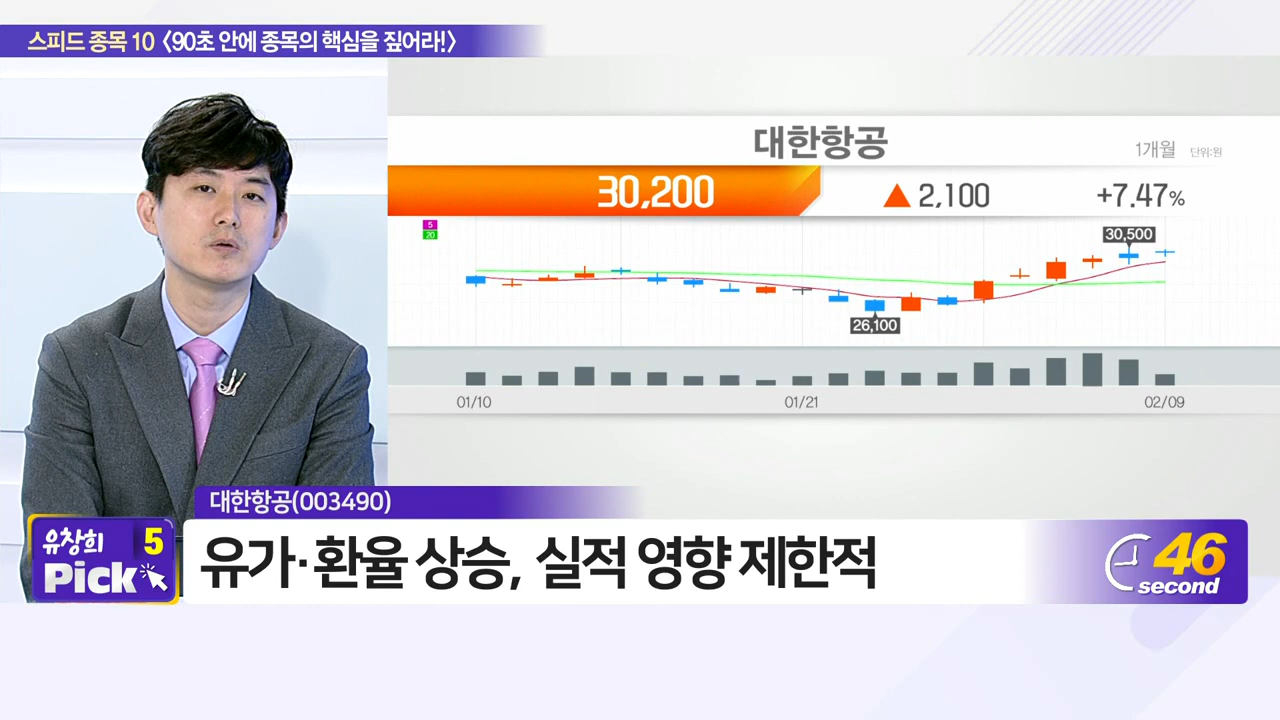 스피드 종목 10 〈90초 안에 종목의 핵심을 짚어라!〉
대한항공
1개월 단위:원
30,200 ▲ 2,100 +7.47%
5
20
30,500
26,100
01/10 01/21 02/09
대한항공(003490)
유창희 5
Pick
유가·환율 상승, 실적 영향 제한적
46
second